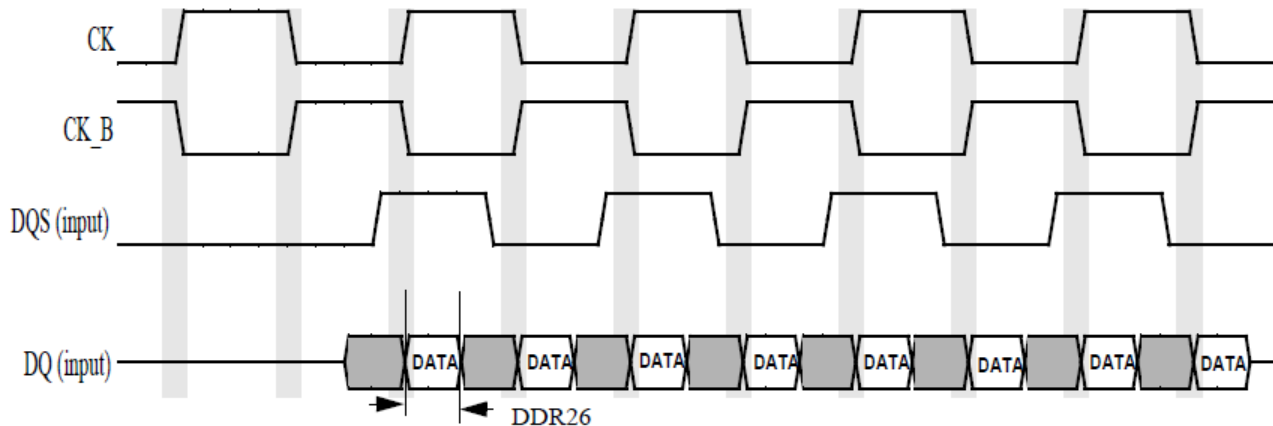 CK
CK_B
DQS (input)
DQ (input) DATA DATA DATA DATA DATA DATA DATA DATA
DDR26